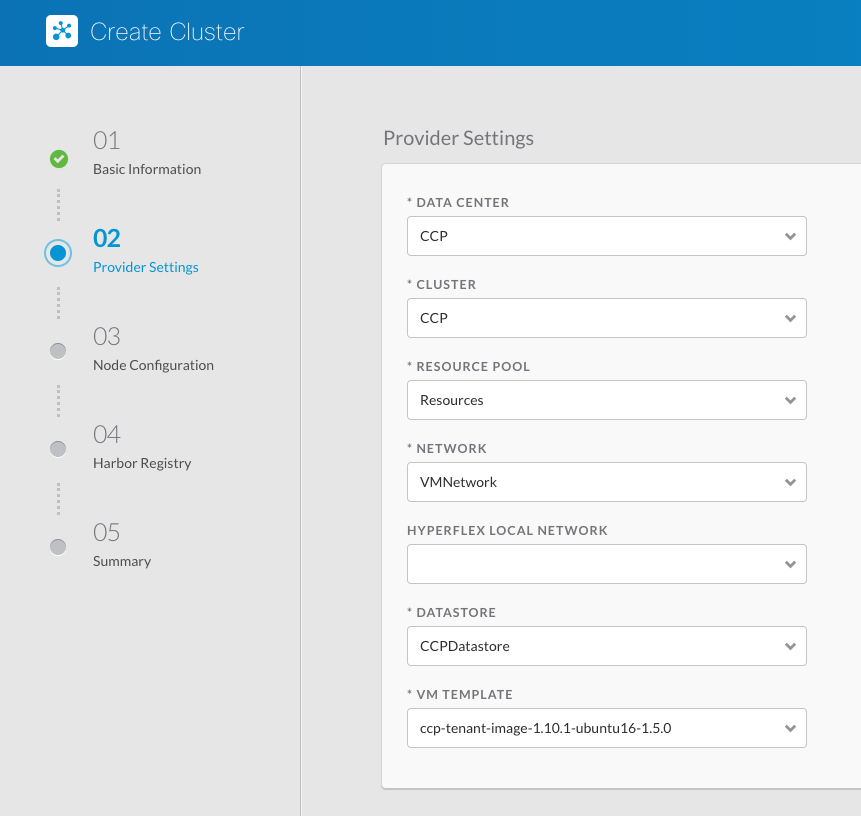 Create Cluster
01
Basic Information
02
Provider Settings
03
Node Configuration
04
Harbor Registry
05
Summary
Provider Settings
* DATA CENTER
CCP
* CLUSTER
CCP
* RESOURCE POOL
Resources
* NETWORK
VMNetwork
HYPERFLEX LOCAL NETWORK
* DATASTORE
CCPDatastore
* VM TEMPLATE
ccp-tenant-image-1.10.1-ubuntu16-1.5.0